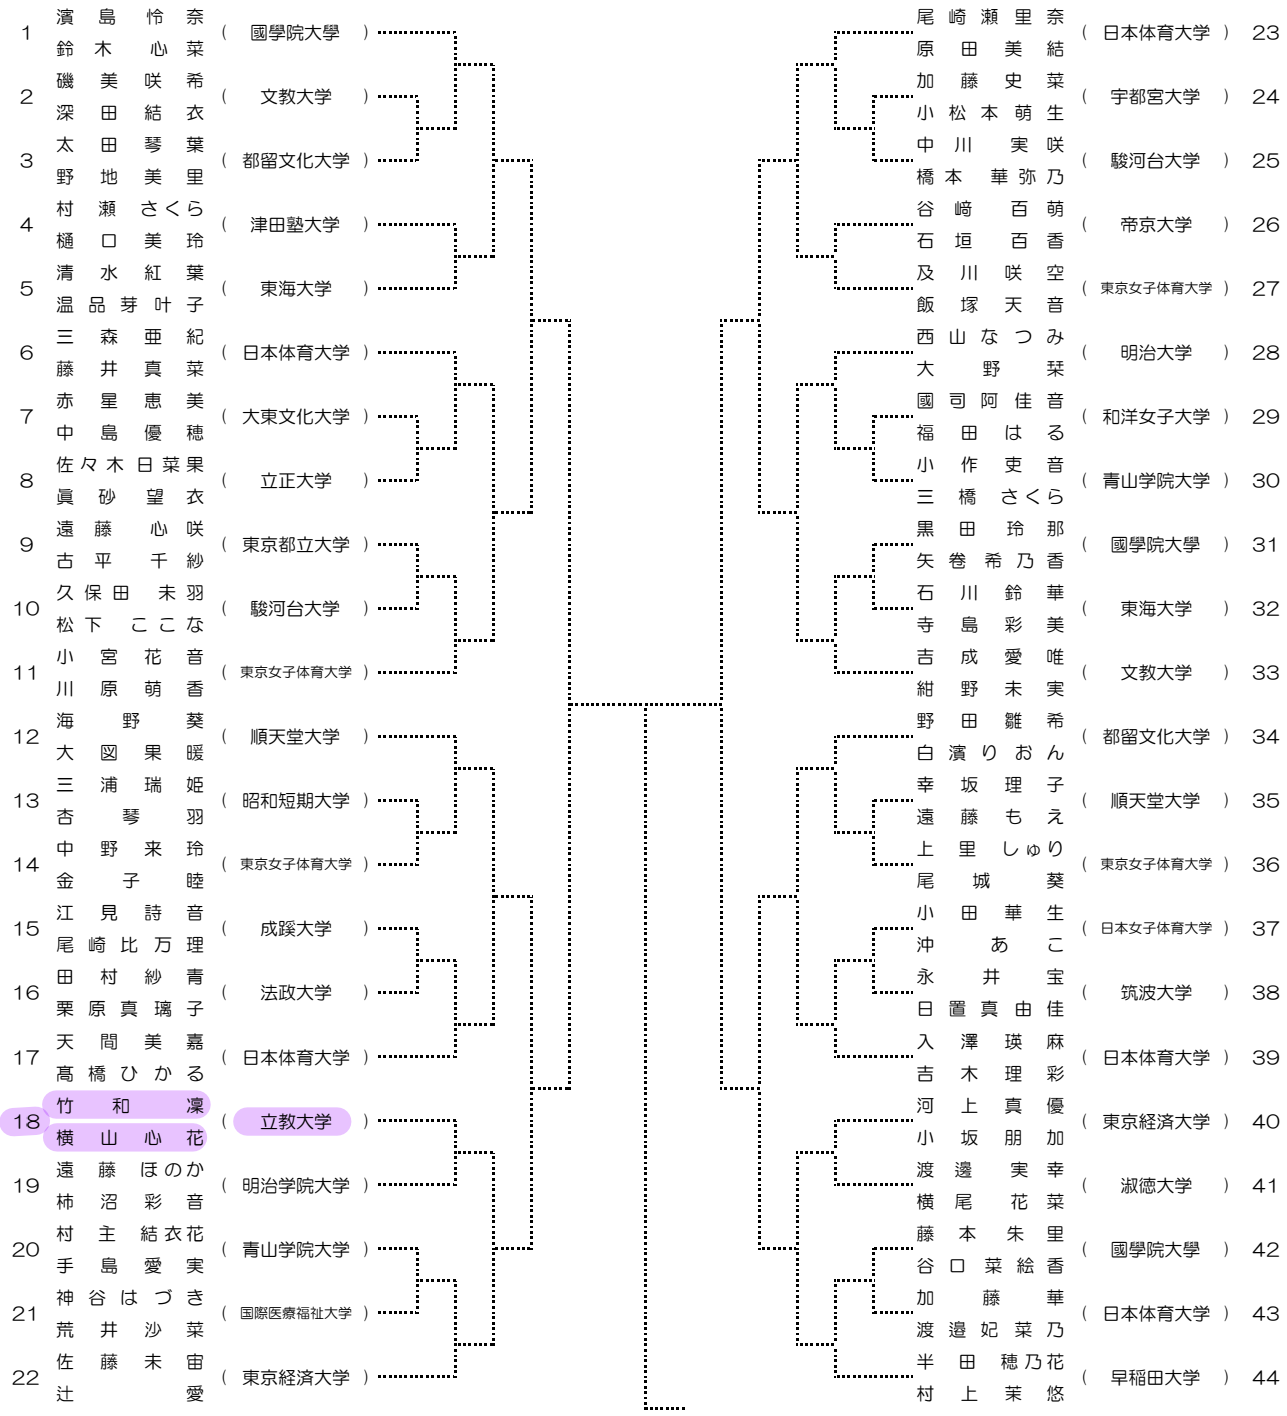 濱島怜奈
1 (國學院大學)
鈴木心菜
磯美咲希
2 (文教大学)
深田結衣
太田琴葉
3 (都留文化大学)
野地美里
村瀬さくら
4 (津田塾大学)
樋口美玲
清水紅葉
5 (東海大学)
温品芽叶子
三森亜紀
6 (日本体育大学)
藤井真菜
赤星恵美
7 (大東文化大学)
中島優穂
佐々木日菜果
8 (立正大学)
眞砂望衣
遠藤心咲
9 (東京都立大学)
古平千紗
久保田未羽
10 (駿河台大学)
松下ここな
小宮花音
11 (東京女子体育大学)
川原萌香
海野葵
12 (順天堂大学)
大図果暖
三浦瑞姫
13 (昭和短期大学)
杏琴羽
中野来玲
14 (東京女子体育大学)
金子睦
江見詩音
15 (成蹊大学)
尾崎比万理
田村紗青
16 (法政大学)
栗原真璃子
天間美嘉
17 (日本体育大学)
髙橋ひかる
竹和凜
18 (立教大学)
横山心花
遠藤ほのか
19 (明治学院大学)
柿沼彩音
村主結衣花
20 (青山学院大学)
手島愛実
神谷はづき
21 (国際医療福祉大学)
荒井沙菜
佐藤未宙
22 (東京経済大学)
辻愛
尾崎瀬里奈
(日本体育大学) 23
原田美結
加藤史菜
(宇都宮大学) 24
小松本萌生
中川実咲
(駿河台大学) 25
橋本華弥乃
谷﨑百萌
(帝京大学) 26
石垣百香
及川咲空
(東京女子体育大学) 27
飯塚天音
西山なつみ
(明治大学) 28
大野栞
國司阿佳音
(和洋女子大学) 29
福田はる
小作吏音
(青山学院大学) 30
三橋さくら
黒田玲那
(國學院大學) 31
矢巻希乃香
石川鈴華
(東海大学) 32
寺島彩美
吉成愛唯
(文教大学) 33
紺野未実
野田雛希
(都留文化大学) 34
白濱りおん
幸坂理子
(順天堂大学) 35
遠藤もえ
上里しゅり
(東京女子体育大学) 36
尾城葵
小田華生
(日本女子体育大学) 37
沖あこ
永井宝
(筑波大学) 38
日置真由佳
入澤瑛麻
(日本体育大学) 39
吉木理彩
河上真優
(東京経済大学) 40
小坂朋加
渡邊実幸
(淑徳大学) 41
横尾花菜
藤本朱里
(國學院大學) 42
谷口菜絵香
加藤華
(日本体育大学) 43
渡邉妃菜乃
半田穂乃花
(早稲田大学) 44
村上茉悠